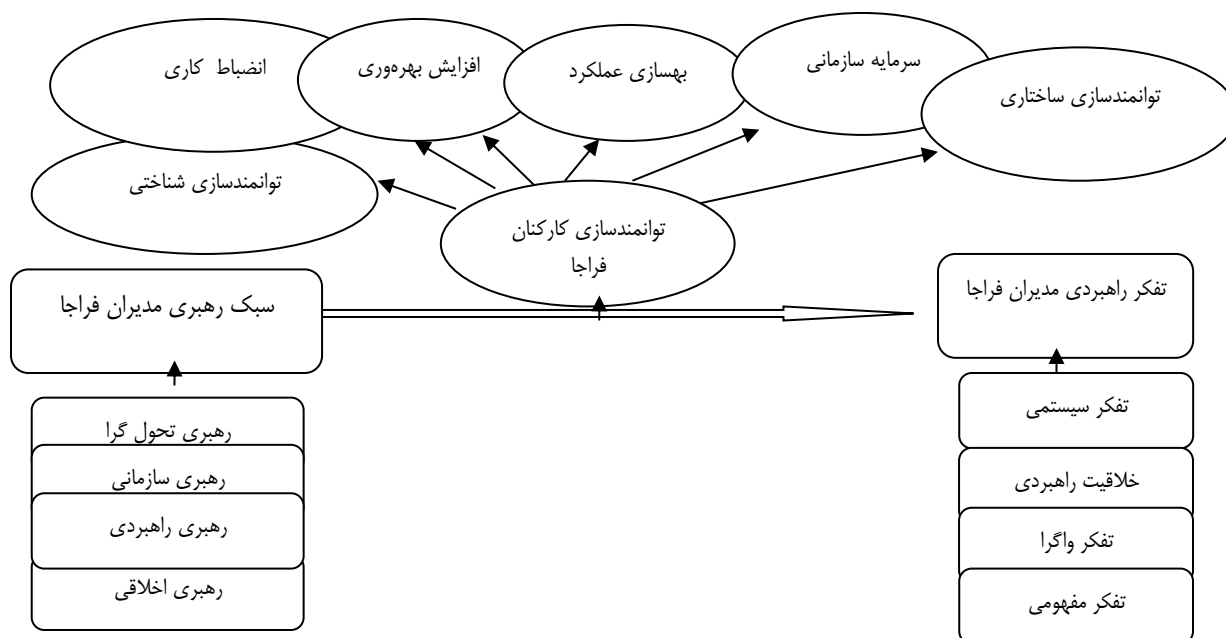 انضباط کاری
افزایش بهره‌وری
بهسازی عملکرد
سرمایه سازمانی
توانمندسازی ساختاری
توانمندسازی شناختی
توانمندسازی کارکنان
فراجا
سبک رهبری مدیران فراجا
تفکر راهبردی مدیران فراجا
رهبری تحول گرا
رهبری سازمانی
رهبری راهبردی
رهبری اخلاقی
تفکر سیستمی
خلاقیت راهبردی
تفکر واگرا
تفکر مفهومی